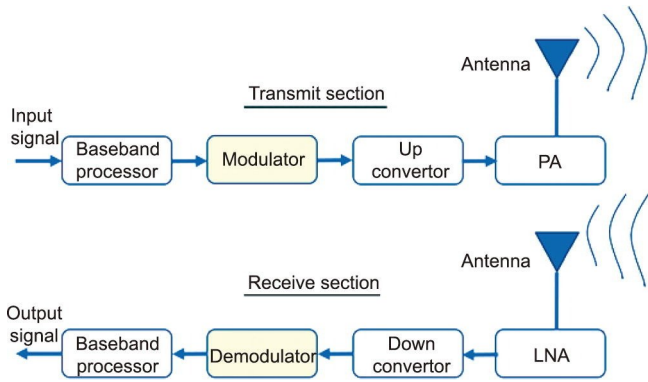 Antenna
Transmit section
Input
signal
Baseband
processor
Modulator
Up
convertor
PA
Antenna
Receive section
Output
signal
Baseband
processor
Demodulator
Down
convertor
LNA